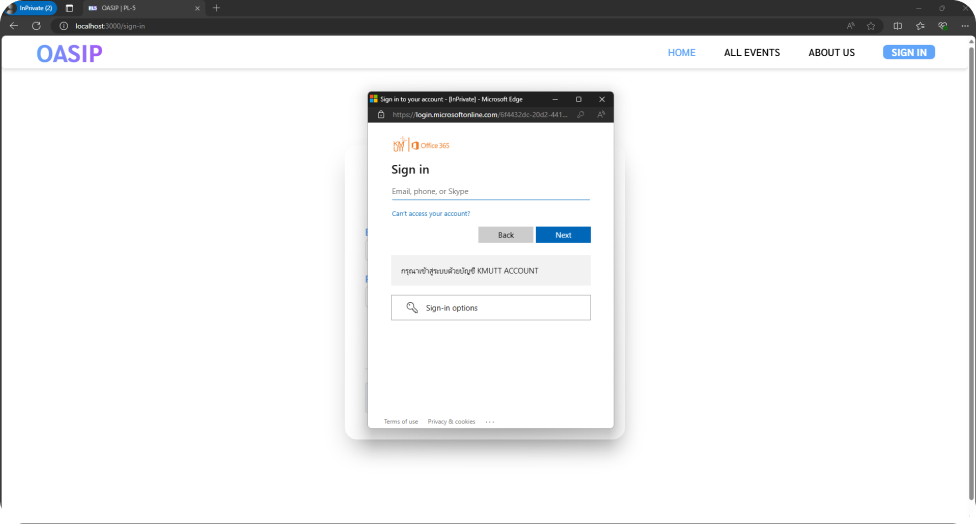 InPrivate (2)
OASIP | PL-5
localhost:3000/sign-in
OASIP
HOME
ALL EVENTS
ABOUT US
SIGN IN
Sign in to your account - [InPrivate] - Microsoft Edge
https://login.microsoftonline.com/6f4432dc-20d2-441...
Office 365
Sign in
Email, phone, or Skype
Can't access your account?
Back
Next
กรุณาเข้าสู่ระบบด้วยบัญชี KMUTT ACCOUNT
Sign-in options
Terms of use
Privacy & cookies
...